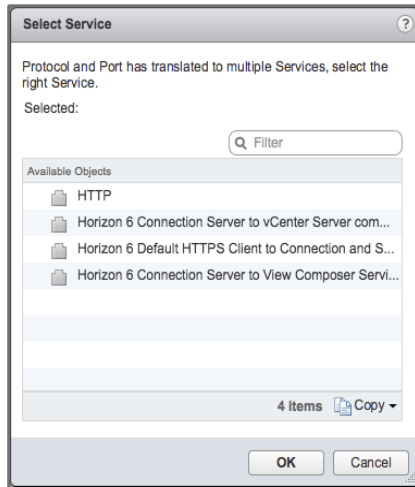 Select Service
?
Protocol and Port has translated to multiple Services, select the
right Service.
Selected:
Filter
Available Objects
HTTP
Horizon 6 Connection Server to vCenter Server com...
Horizon 6 Default HTTPS Client to Connection and S...
Horizon 6 Connection Server to View Composer Servi...
4 items Copy
OK Cancel